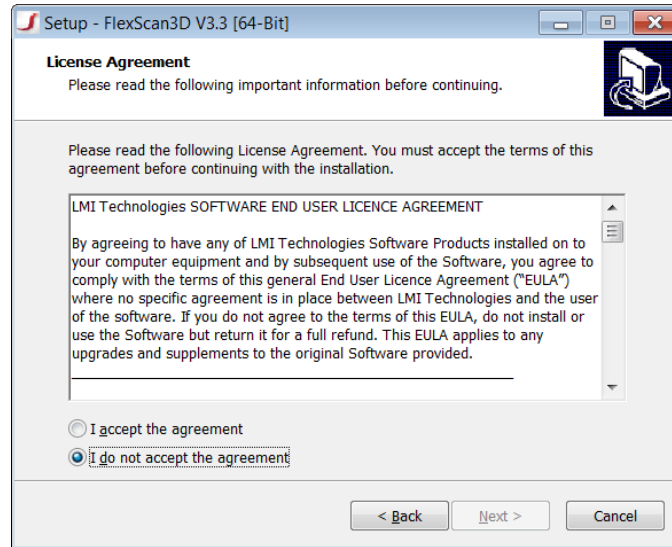 Setup - FlexScan3D V3.3 [64-Bit]
License Agreement
Please read the following important information before continuing.
Please read the following License Agreement. You must accept the terms of this
agreement before continuing with the installation.
LMI Technologies SOFTWARE END USER LICENCE AGREEMENT
By agreeing to have any of LMI Technologies Software Products installed on to
your computer equipment and by subsequent use of the Software, you agree to
comply with the terms of this general End User Licence Agreement (“EULA”)
where no specific agreement is in place between LMI Technologies and the user
of the software. If you do not agree to the terms of this EULA, do not install or
use the Software but return it for a full refund. This EULA applies to any
upgrades and supplements to the original Software provided.
I accept the agreement
I do not accept the agreement
< Back Next > Cancel